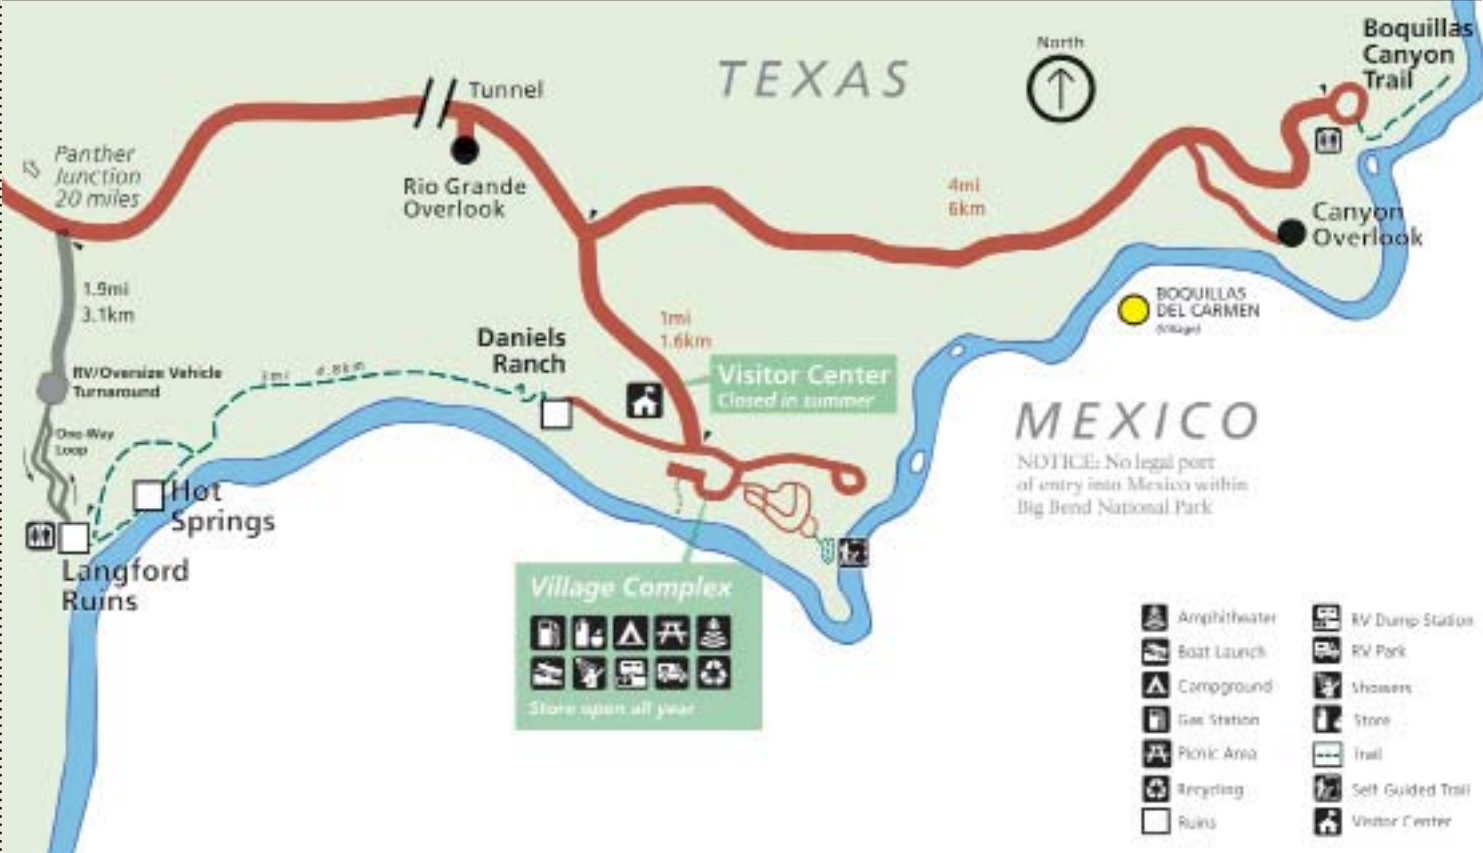 Boquillas
Canyon
Trail
North
TEXAS
Tunnel
Panther
Junction
20 miles
Rio Grande
Overlook
4mi
6km
Canyon
Overlook
1.9mi
3.1km
BOQUILLAS
DEL CARMEN
(Village)
1mi
1.6km
Daniels
Ranch
RV/Oversize Vehicle
Turnaround
3mi 4.8km
Visitor Center
Closed in summer
One-Way
Loop
MEXICO
NOTICE: No legal port
of entry into Mexico within
Big Bend National Park
Hot
Springs
Langford
Ruins
Village Complex
Store open all year
Amphitheater
Boat Launch
Campground
Gas Station
Picnic Area
Recycling
Ruins
RV Dump Station
RV Park
Showers
Store
Trail
Self Guided Trail
Visitor Center